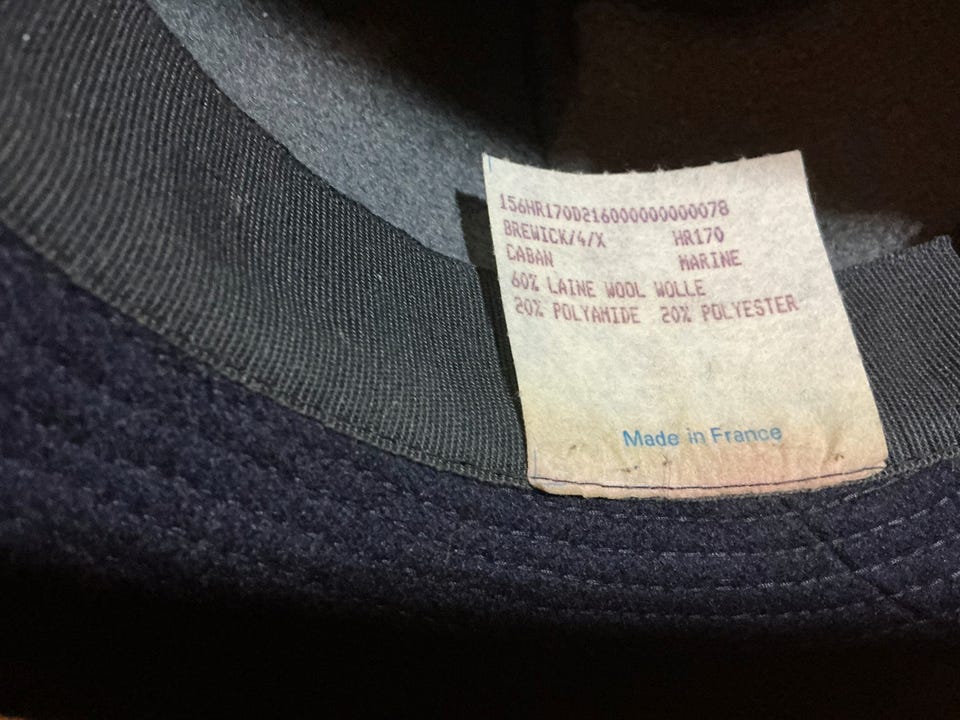 156HR170D216000000000078
BREWICK/4/X HR170
CABAN MARINE
60% LAINE WOOL WOLLE
20% POLYAMIDE 20% POLYESTER
Made in France